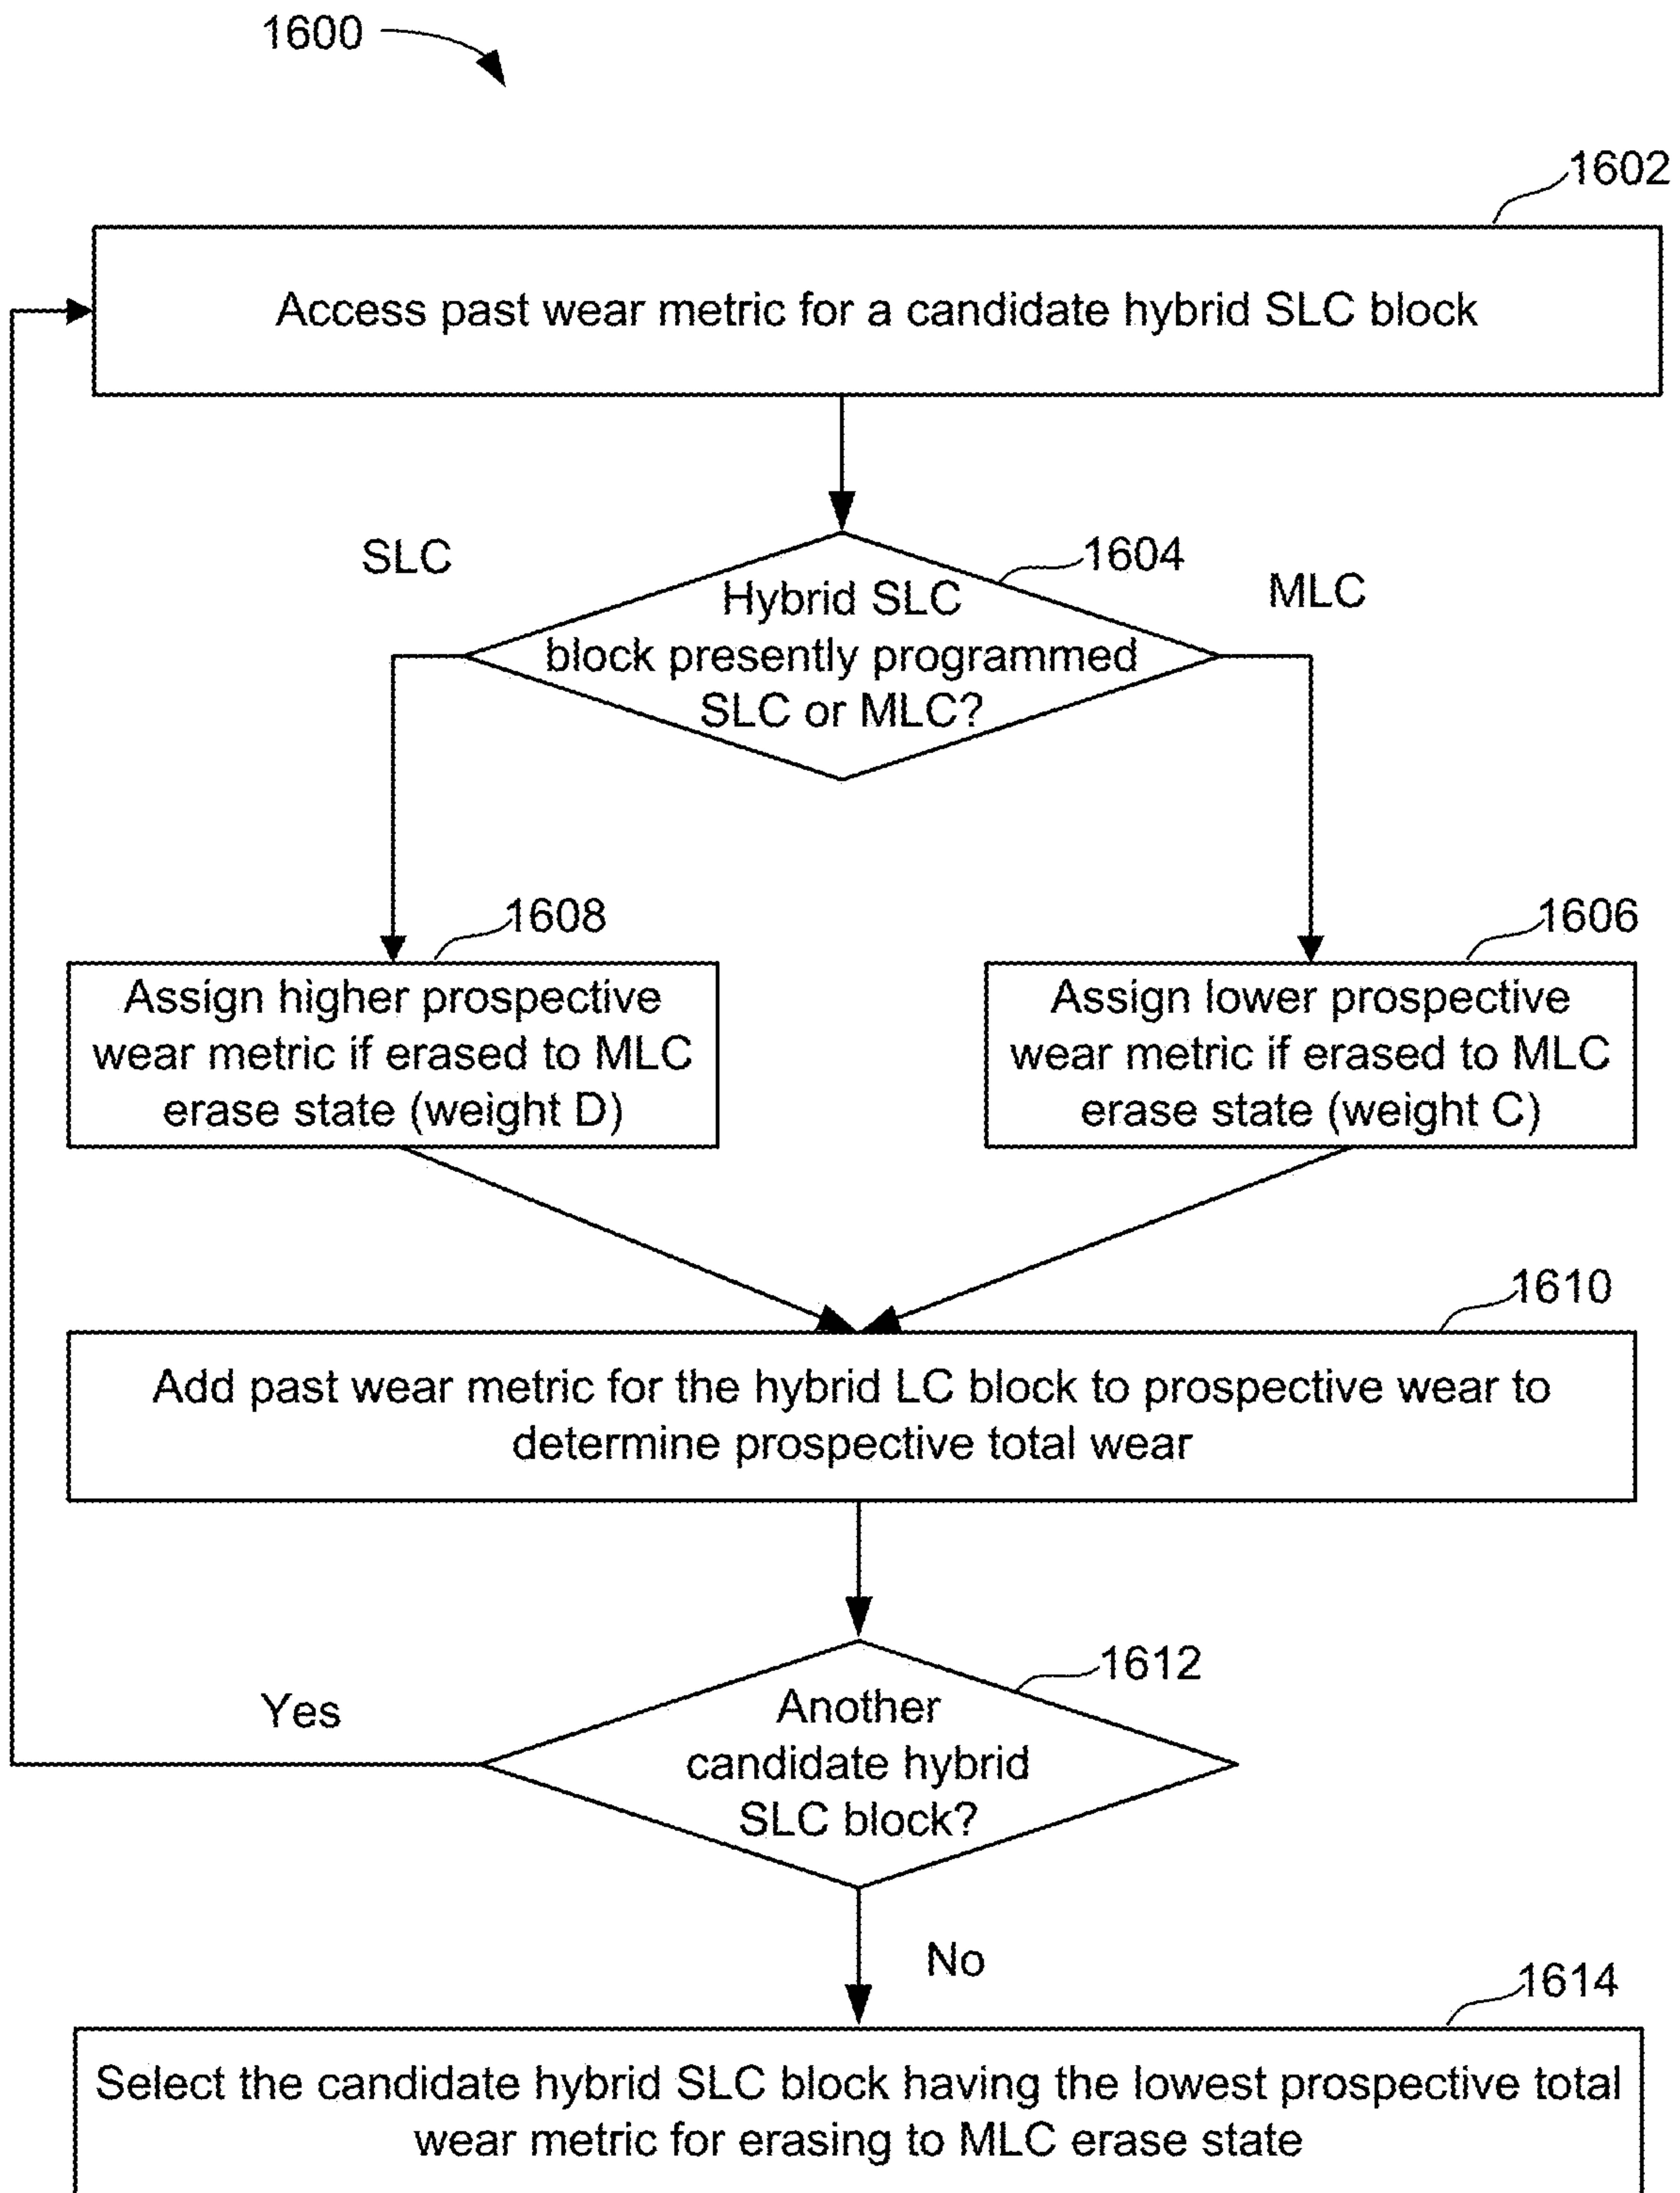 1600
1602
Access past wear metric for a candidate hybrid SLC block
SLC
1604
MLC
Hybrid SLC
block presently programmed
SLC or MLC?
1608
Assign higher prospective
wear metric if erased to MLC
erase state (weight D)
1606
Assign lower prospective
wear metric if erased to MLC
erase state (weight C)
1610
Add past wear metric for the hybrid LC block to prospective wear to
determine prospective total wear
1612
Yes
Another
candidate hybrid
SLC block?
No
1614
Select the candidate hybrid SLC block having the lowest prospective total
wear metric for erasing to MLC erase state